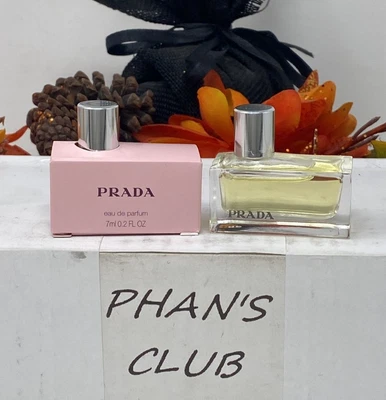 PRADA
eau de parfum
7ml 0.2 FL OZ
PRADA
PHAN'S
CLUB